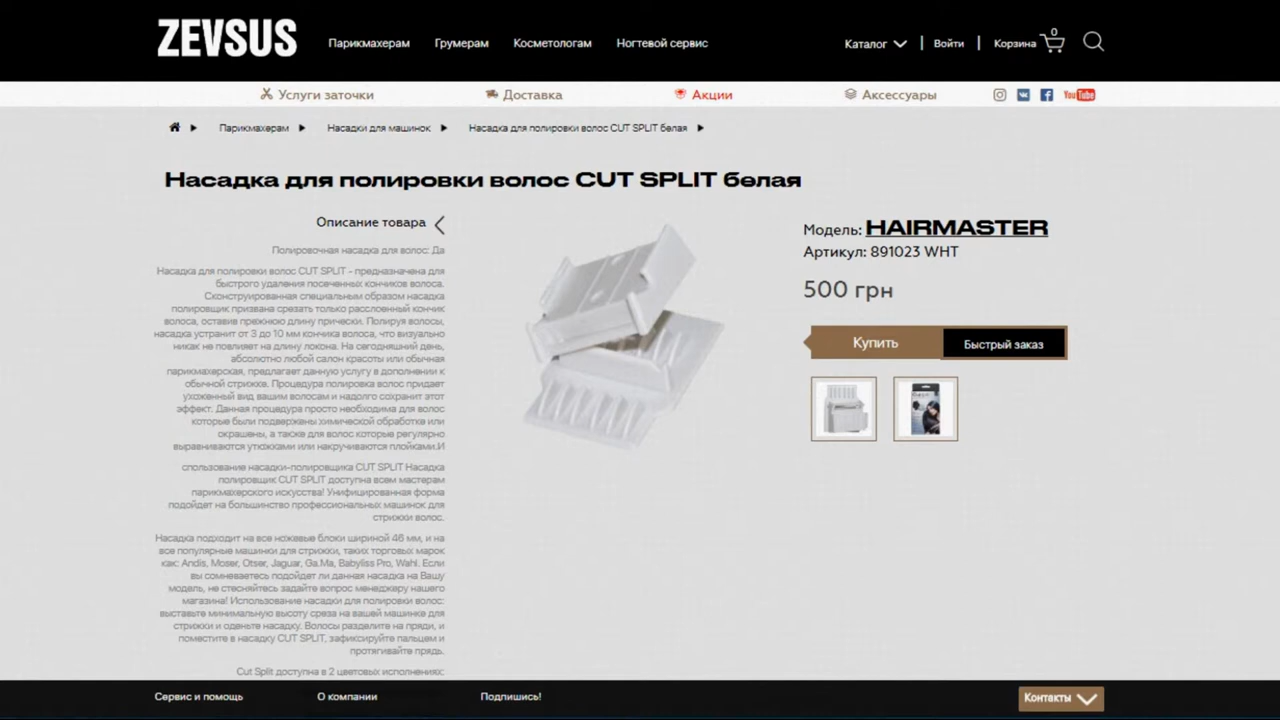 ZEVSUS
Парикмахерам Грумерам Косметологам Ногтевой сервис
Каталог | Войти | Корзина 0
Услуги заточки Доставка Акции Аксессуары YouTube
Парикмахерам Насадки для машинок Насадка для полировки волос CUT SPLIT белая
Насадка для полировки волос CUT SPLIT белая
Описание товара
Полировочная насадка для волос: Да
Насадка для полировки волос CUT SPLIT - предназначена для
быстрого удаления посеченных кончиков волоса.
Сконструированная специальным образом насадка
полировщик призвана срезать только расслоенный кончик
волоса, оставив прежнюю длину прически. Полируя волосы,
насадка устранит от 3 до 10 мм кончика волоса, что визуально
никак не повлияет на длину локона. На сегодняшний день,
абсолютно любой салон красоты или обычная
парикмахерская, предлагает данную услугу в дополнении к
обычной стрижке. Процедура полировка волос придает
ухоженный вид вашим волосам и надолго сохранит этот
эффект. Данная процедура просто необходима для волос
которые были подвержены химической обработке или
окрашены, а также для волос которые регулярно
выравниваются утюжками или накручиваются плойками.И
спользование насадки-полировщика CUT SPLIT Насадка
полировщик CUT SPLIT доступна всем мастерам
парикмахерского искусства! Унифицированная форма
подойдет на большинство профессиональных машинок для
стрижки волос.
Насадка подходит на все ножевые блоки шириной 46 мм, и на
все популярные машинки для стрижки, таких торговых марок
как: Andis, Moser, Otser, Jaguar, Ga.Ma, Babyliss Pro, Wahl. Если
вы сомневаетесь подойдет ли данная насадка на Вашу
модель, не стесняйтесь задайте вопрос менеджеру нашего
магазина! Использование насадки для полировки волос:
выставьте минимальную высоту среза на вашей машинке для
стрижки и оденьте насадку. Волосы разделите на пряди, и
поместите в насадку CUT SPLIT, зафиксируйте пальцем и
протягивайте прядь.
Cut Split доступна в 2 цветовых исполнениях:
Модель: HAIRMASTER
Артикул: 891023 WHT
500 грн
Купить Быстрый заказ
Сервис и помощь О компании Подпишись! Контакты